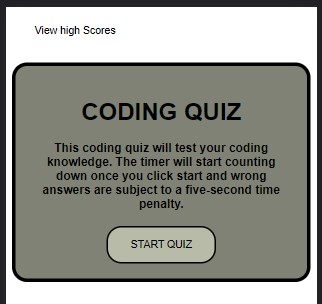 View high Scores
CODING QUIZ
This coding quiz will test your coding
knowledge. The timer will start counting
down once you click start and wrong
answers are subject to a five-second time
penalty.
START QUIZ